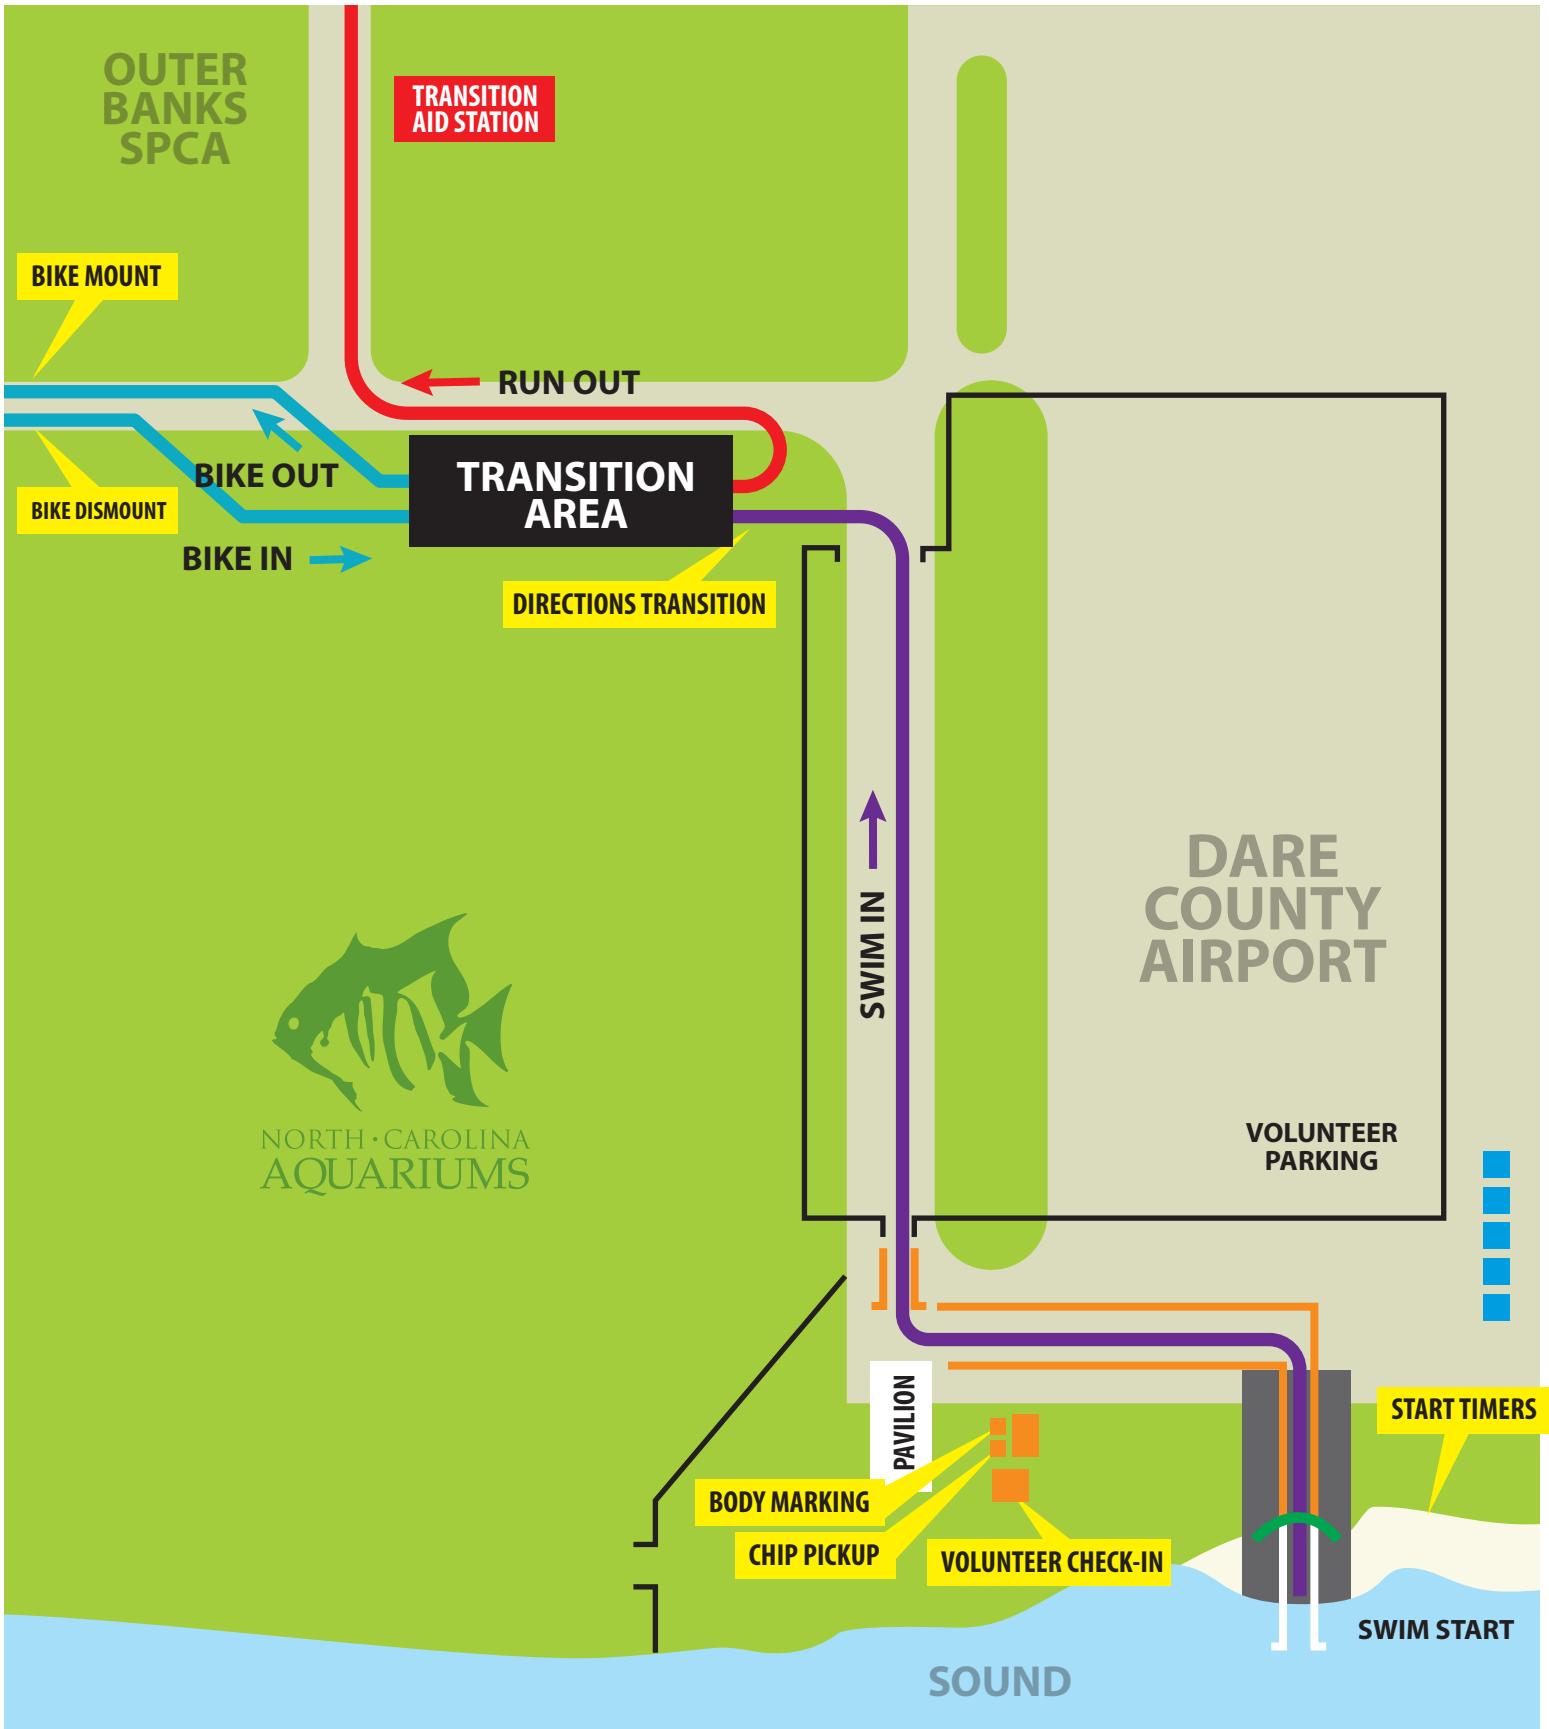 OUTER
BANKS
SPCA
TRANSITION
AID STATION
BIKE MOUNT
RUN OUT
BIKE OUT
TRANSITION
AREA
BIKE DISMOUNT
BIKE IN
DIRECTIONS TRANSITION
SWIM IN
DARE
COUNTY
AIRPORT
NORTH · CAROLINA
AQUARIUMS
VOLUNTEER
PARKING
PAVILION
START TIMERS
BODY MARKING
CHIP PICKUP
VOLUNTEER CHECK-IN
SWIM START
SOUND